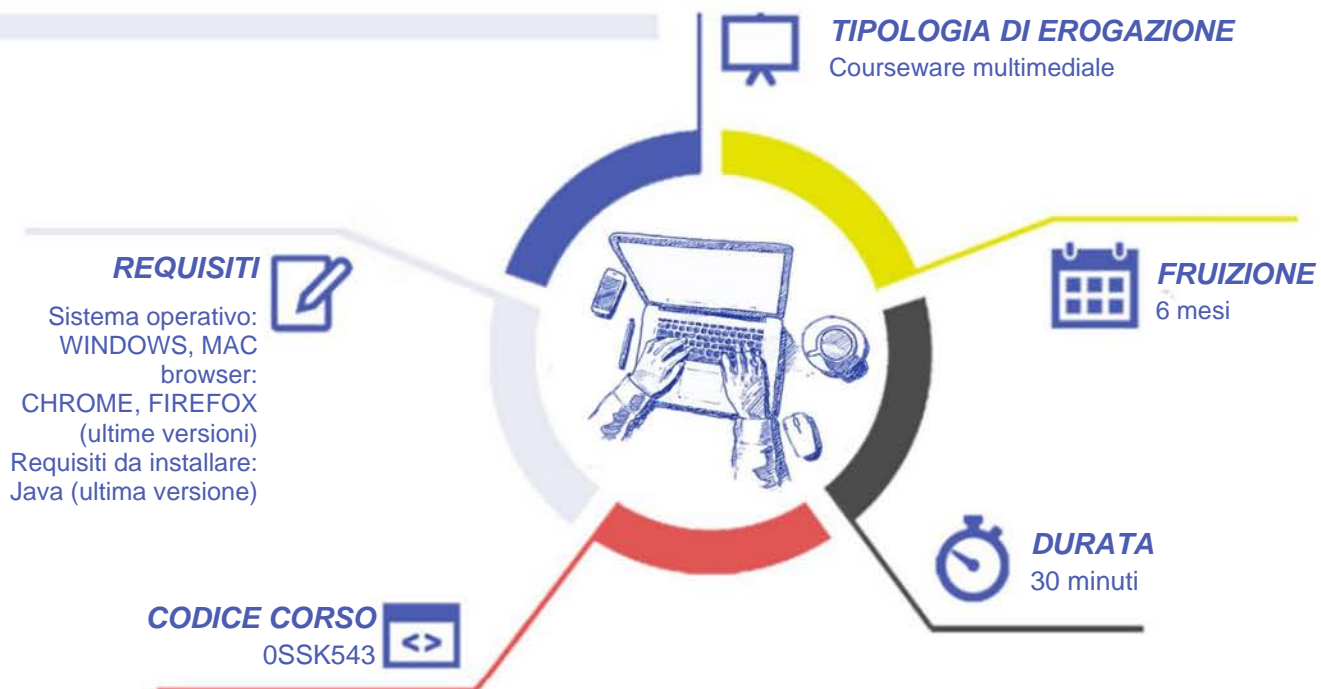 TIPOLOGIA DI EROGAZIONE
Courseware multimediale
REQUISITI
Sistema operativo:
WINDOWS, MAC
browser:
CHROME, FIREFOX
(ultime versioni)
Requisiti da installare:
Java (ultima versione)
FRUIZIONE
6 mesi
DURATA
30 minuti
CODICE CORSO
0SSK543